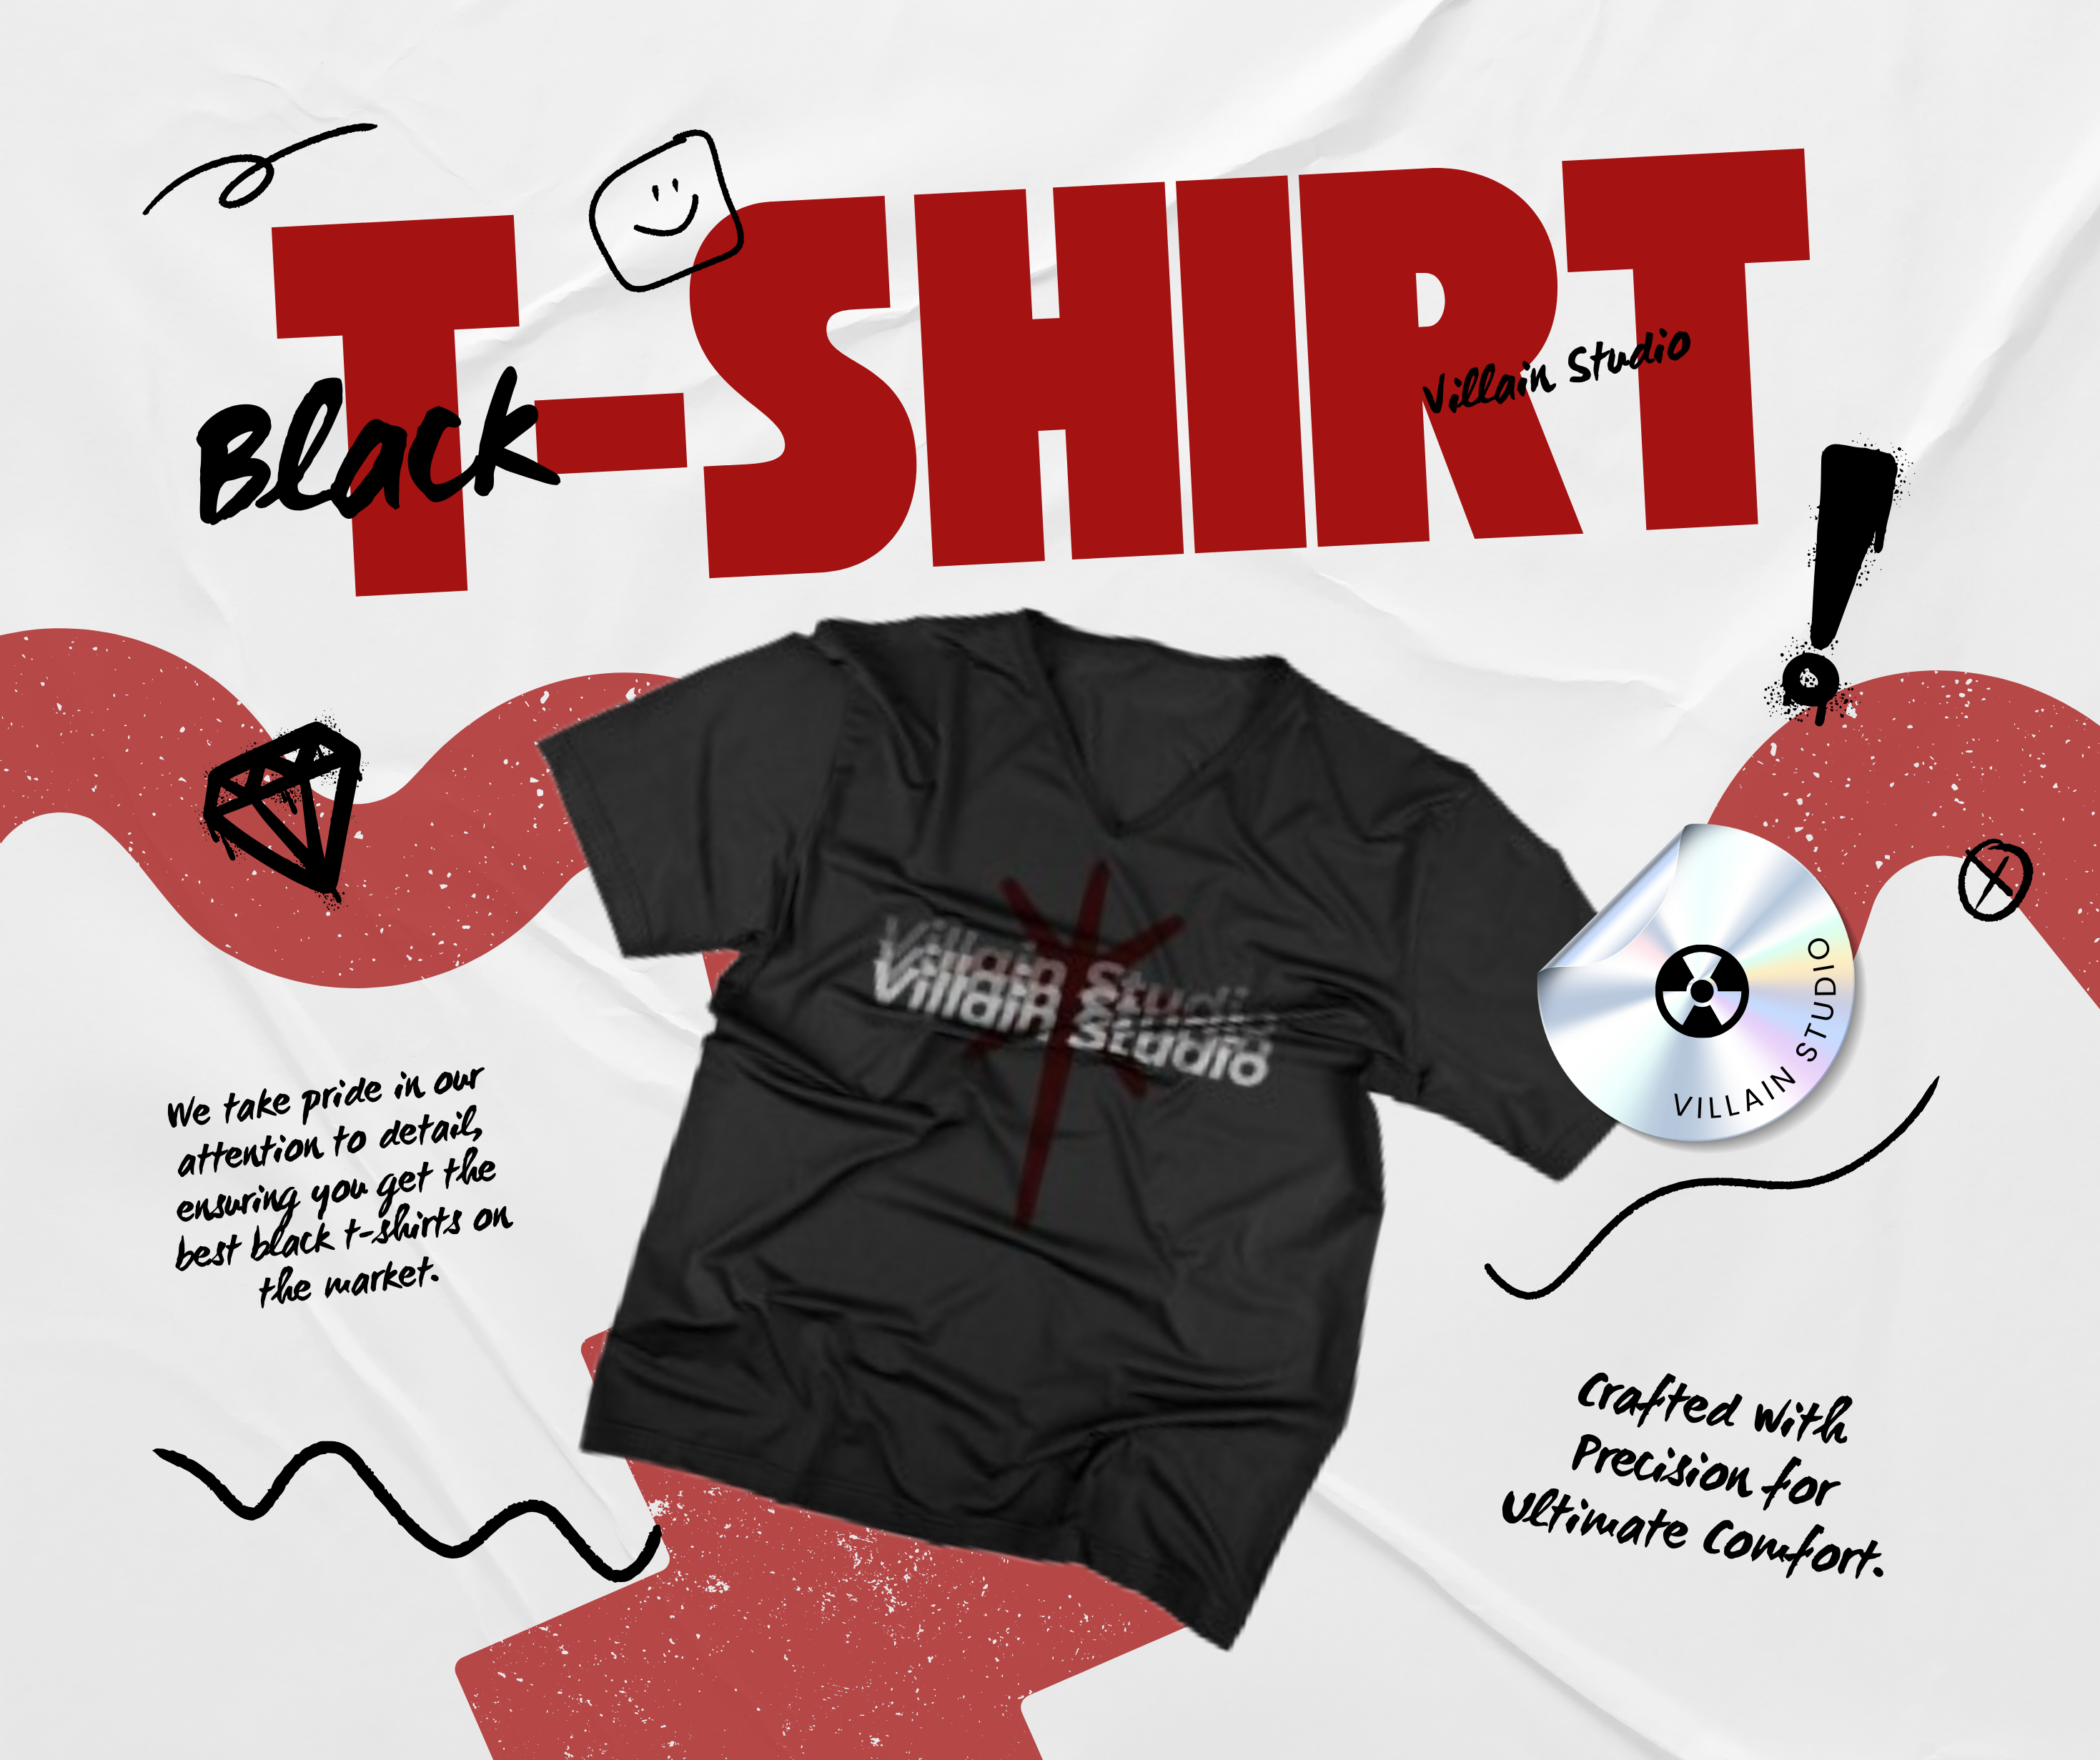 T-SHIRT
Black
Villain Studio
Villain Studio
Villain Studio
VILLAIN STUDIO
We take pride in our
attention to detail,
ensuring you get the
best black t-shirts on
the market.
Crafted with
Precision for
Ultimate Comfort.